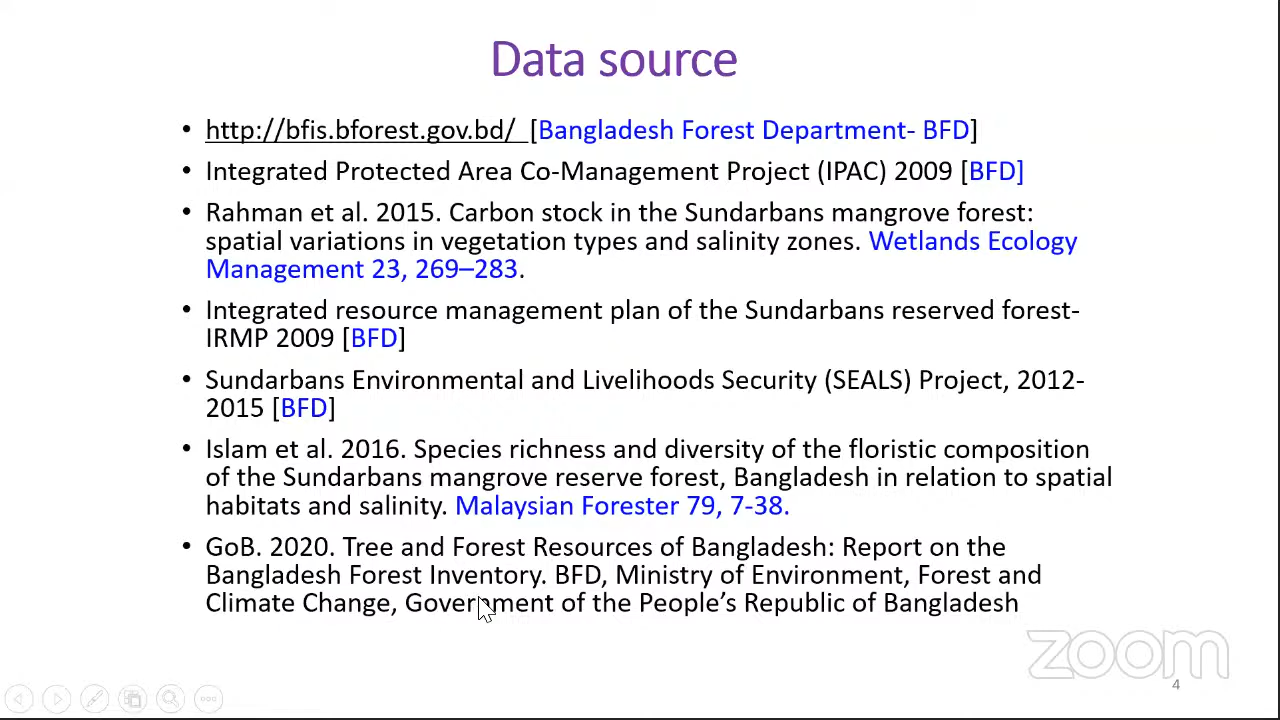 Data source
• http://bfis.bforest.gov.bd/ [Bangladesh Forest Department- BFD]
• Integrated Protected Area Co-Management Project (IPAC) 2009 [BFD]
• Rahman et al. 2015. Carbon stock in the Sundarbans mangrove forest:
spatial variations in vegetation types and salinity zones. Wetlands Ecology
Management 23, 269–283.
• Integrated resource management plan of the Sundarbans reserved forest-
IRMP 2009 [BFD]
• Sundarbans Environmental and Livelihoods Security (SEALS) Project, 2012-
2015 [BFD]
• Islam et al. 2016. Species richness and diversity of the floristic composition
of the Sundarbans mangrove reserve forest, Bangladesh in relation to spatial
habitats and salinity. Malaysian Forester 79, 7-38.
• GoB. 2020. Tree and Forest Resources of Bangladesh: Report on the
Bangladesh Forest Inventory. BFD, Ministry of Environment, Forest and
Climate Change, Government of the People’s Republic of Bangladesh
zoom
4